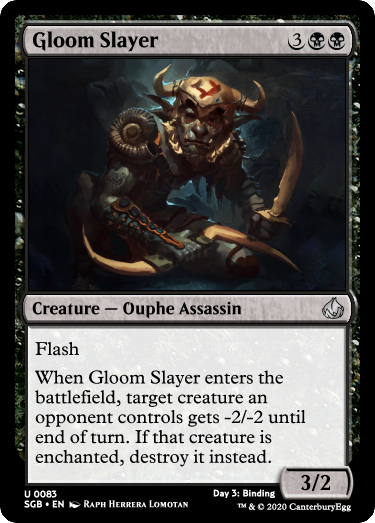 Gloom Slayer 3
Creature — Ouphe Assassin
Flash
When Gloom Slayer enters the
battlefield, target creature an
opponent controls gets -2/-2 until
end of turn. If that creature is
enchanted, destroy it instead.
3/2
U 0083
SGB • EN Raph Herrera Lomotan
Day 3: Binding
™ & © 2020 CanterburyEgg